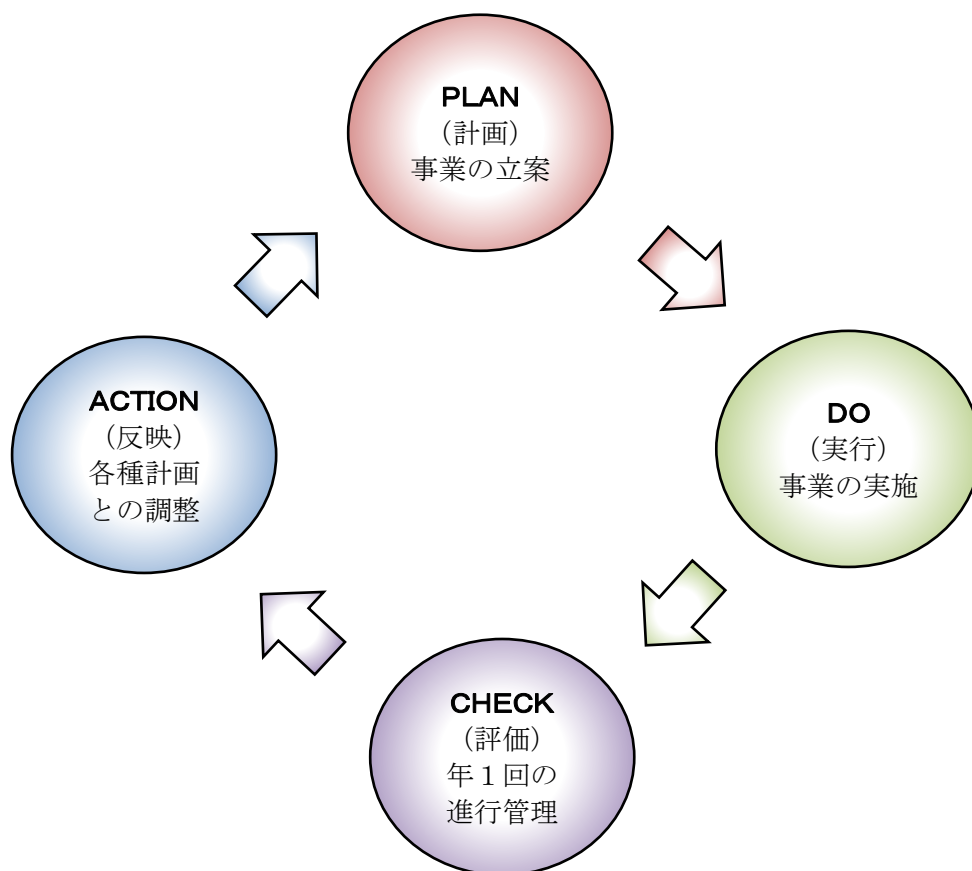 PLAN
（計画）
事業の立案
ACTION
（反映）
各種計画
との調整
DO
（実行）
事業の実施
CHECK
（評価）
年１回の
進行管理